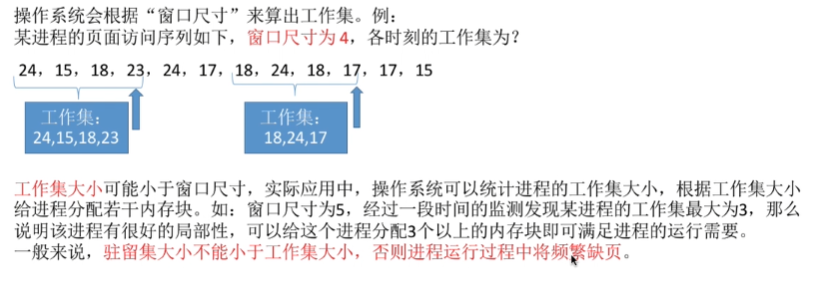 操作系统会根据“窗口尺寸”来算出工作集。例：
某进程的页面访问序列如下，窗口尺寸为 4，各时刻的工作集为？
24，15，18，23，24，17，18，24，18，17，17，15
工作集：
24,15,18,23
工作集：
18,24,17
工作集大小可能小于窗口尺寸，实际应用中，操作系统可以统计进程的工作集大小，根据工作集大小
给进程分配若干内存块。如：窗口尺寸为5，经过一段时间的监测发现某进程的工作集最大为3，那么
说明该进程有很好的局部性，可以给这个进程分配3个以上的内存块即可满足进程的运行需要。
一般来说，驻留集大小不能小于工作集大小，否则进程运行过程中将频繁缺页。